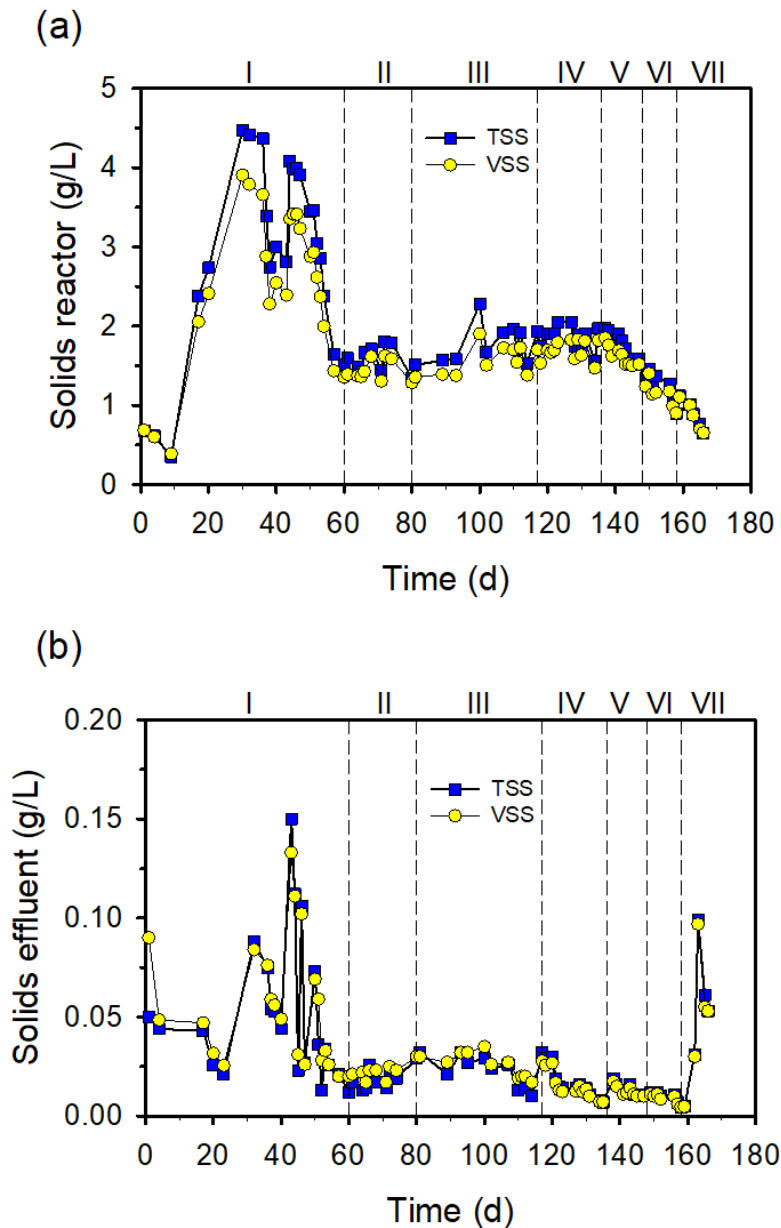 (a)
I II III IV V VI VII
5
4
3
2
1
0
Solids reactor (g/L)
TSS
VSS
0 20 40 60 80 100 120 140 160 180
Time (d)
(b)
I II III IV V VI VII
0.20
0.15
0.10
0.05
0.00
Solids effluent (g/L)
TSS
VSS
0 20 40 60 80 100 120 140 160 180
Time (d)